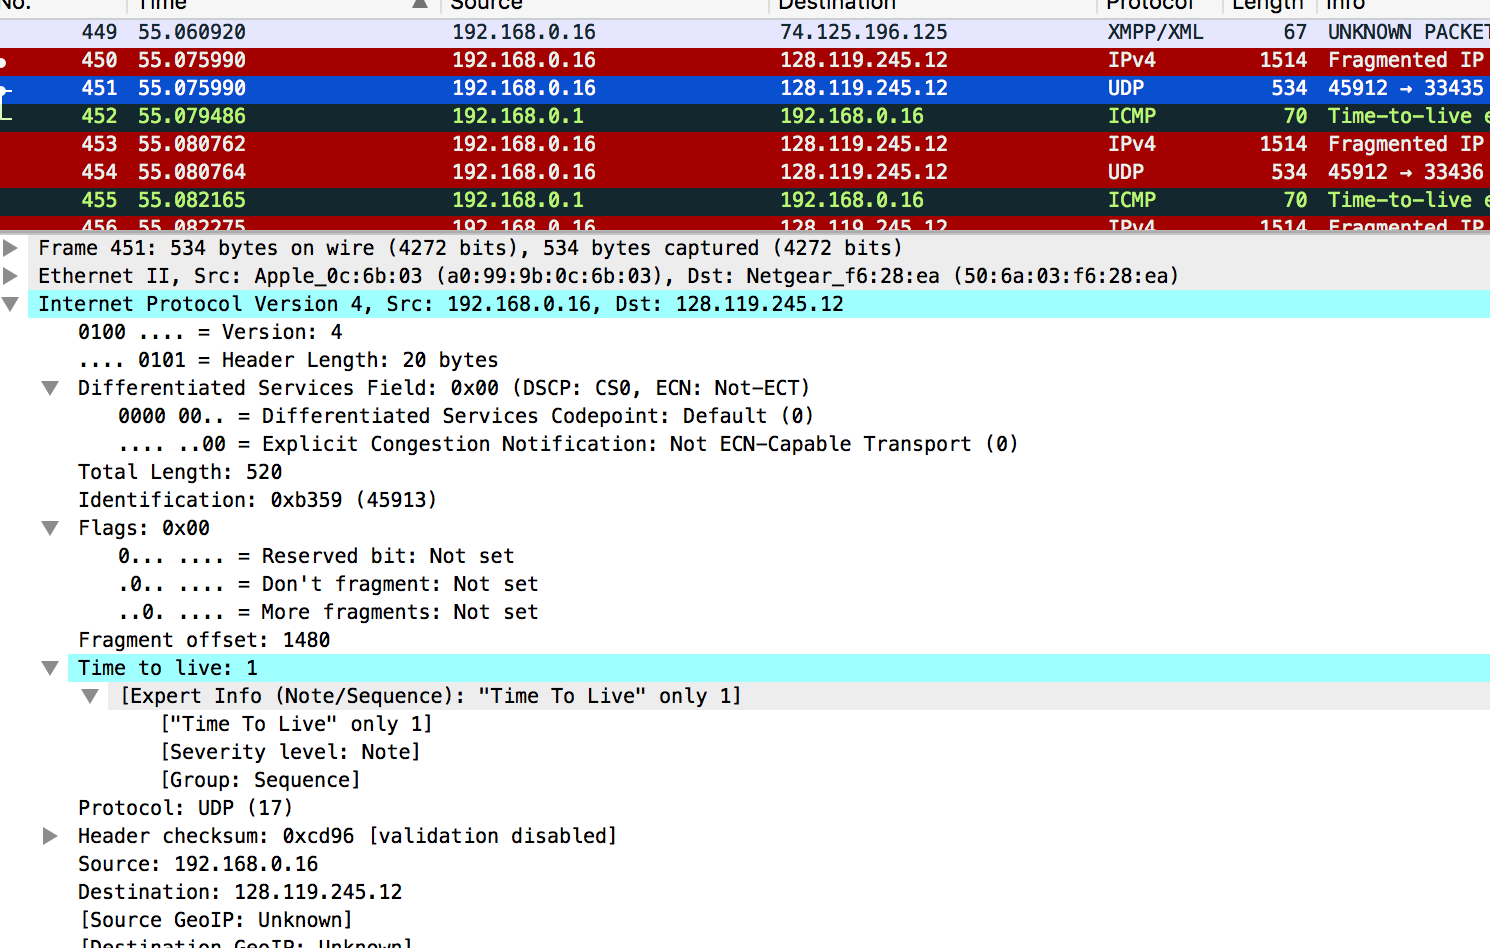 No. Time Source Destination Protocol Length Info
449 55.060920 192.168.0.16 74.125.196.125 XMPP/XML 67 UNKNOWN PACKET
450 55.075990 192.168.0.16 128.119.245.12 IPv4 1514 Fragmented IP
451 55.075990 192.168.0.16 128.119.245.12 UDP 534 45912 → 33435
452 55.079486 192.168.0.1 192.168.0.16 ICMP 70 Time-to-live e
453 55.080762 192.168.0.16 128.119.245.12 IPv4 1514 Fragmented IP
454 55.080764 192.168.0.16 128.119.245.12 UDP 534 45912 → 33436
455 55.082165 192.168.0.1 192.168.0.16 ICMP 70 Time-to-live e
456 55.082275 192.168.0.16 128.119.245.12 IPv4 1514 Fragmented IP
Frame 451: 534 bytes on wire (4272 bits), 534 bytes captured (4272 bits)
Ethernet II, Src: Apple_0c:6b:03 (a0:99:9b:0c:6b:03), Dst: Netgear_f6:28:ea (50:6a:03:f6:28:ea)
Internet Protocol Version 4, Src: 192.168.0.16, Dst: 128.119.245.12
0100 .... = Version: 4
.... 0101 = Header Length: 20 bytes
Differentiated Services Field: 0x00 (DSCP: CS0, ECN: Not-ECT)
0000 00.. = Differentiated Services Codepoint: Default (0)
.... ..00 = Explicit Congestion Notification: Not ECN-Capable Transport (0)
Total Length: 520
Identification: 0xb359 (45913)
Flags: 0x00
0... .... = Reserved bit: Not set
.0.. .... = Don't fragment: Not set
..0. .... = More fragments: Not set
Fragment offset: 1480
Time to live: 1
[Expert Info (Note/Sequence): "Time To Live" only 1]
["Time To Live" only 1]
[Severity level: Note]
[Group: Sequence]
Protocol: UDP (17)
Header checksum: 0xcd96 [validation disabled]
Source: 192.168.0.16
Destination: 128.119.245.12
[Source GeoIP: Unknown]
[Destination GeoIP: Unknown]